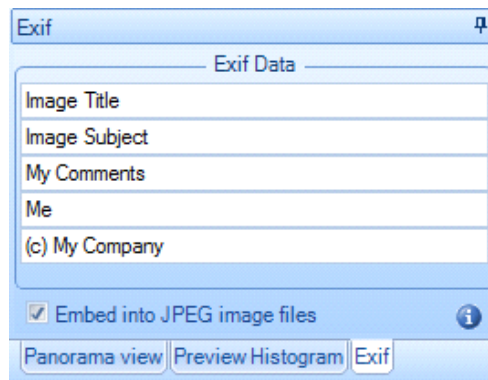 Exif
Exif Data
Image Title
Image Subject
My Comments
Me
(c) My Company
Embed into JPEG image files
Panorama view Preview Histogram Exif